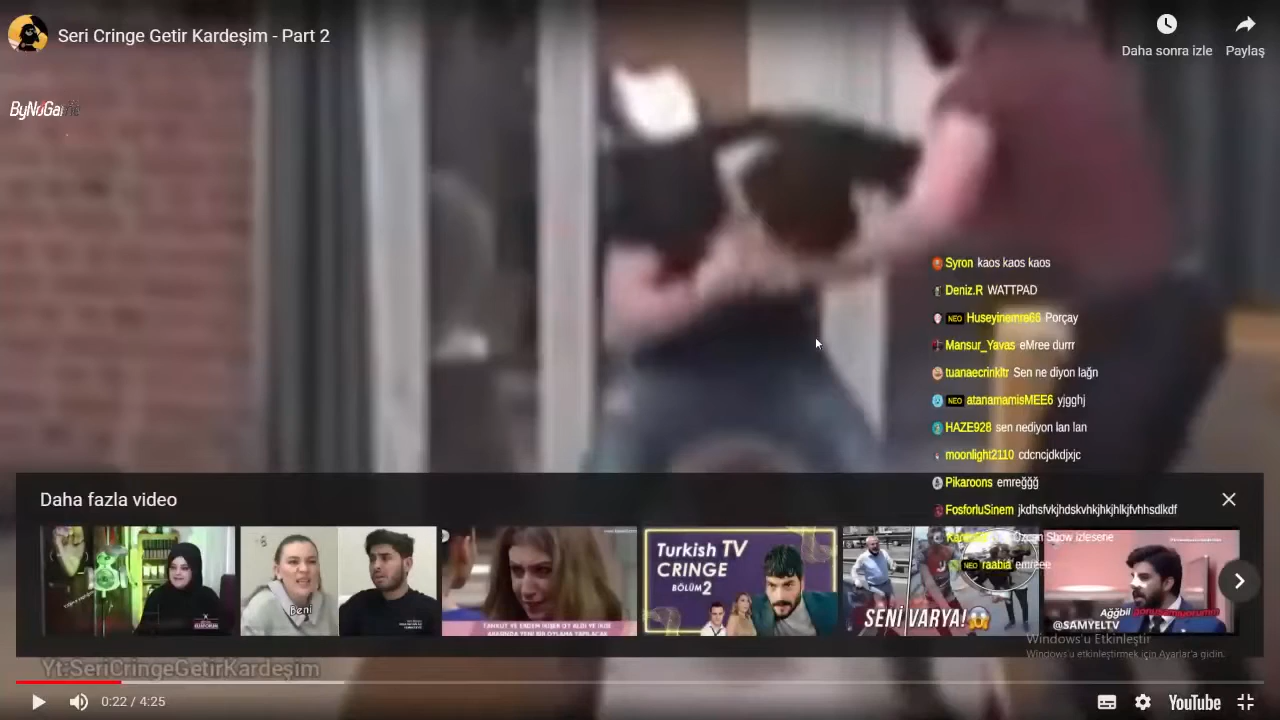 Seri Cringe Getir Kardeşim - Part 2
Daha sonra izle
Paylaş
Syron kaos kaos kaos
Deniz.R WATTPAD
NEO Huseyinemre66 Porçay
Mansur_Yavas eMree durrr
tuanaecrinkltr Sen ne diyon lağn
NEO atanamamisMEE6 yjgghj
HAZE928 sen nediyon lan lan
moonlight2110 cdcncjdkdjxjc
Pikaroons emreğğğ
Daha fazla video
FosforluSinem jkdhsfvkjhdskvhkjhkjhlkjfvhhsdlkdf
Özcan Show izlesene
NEO raabia emreee
Beni
Turkish TV
CRINGE
BÖLÜM 2
SENİ VARYA!
Ağğbil
@SAMYELTV
Windows'u Etkinleştir
Windows'u etkinleştirmek için Ayarlar'a gidin.
Yt:SeriCringeGetirKardeşim
0:22 / 4:25
YouTube